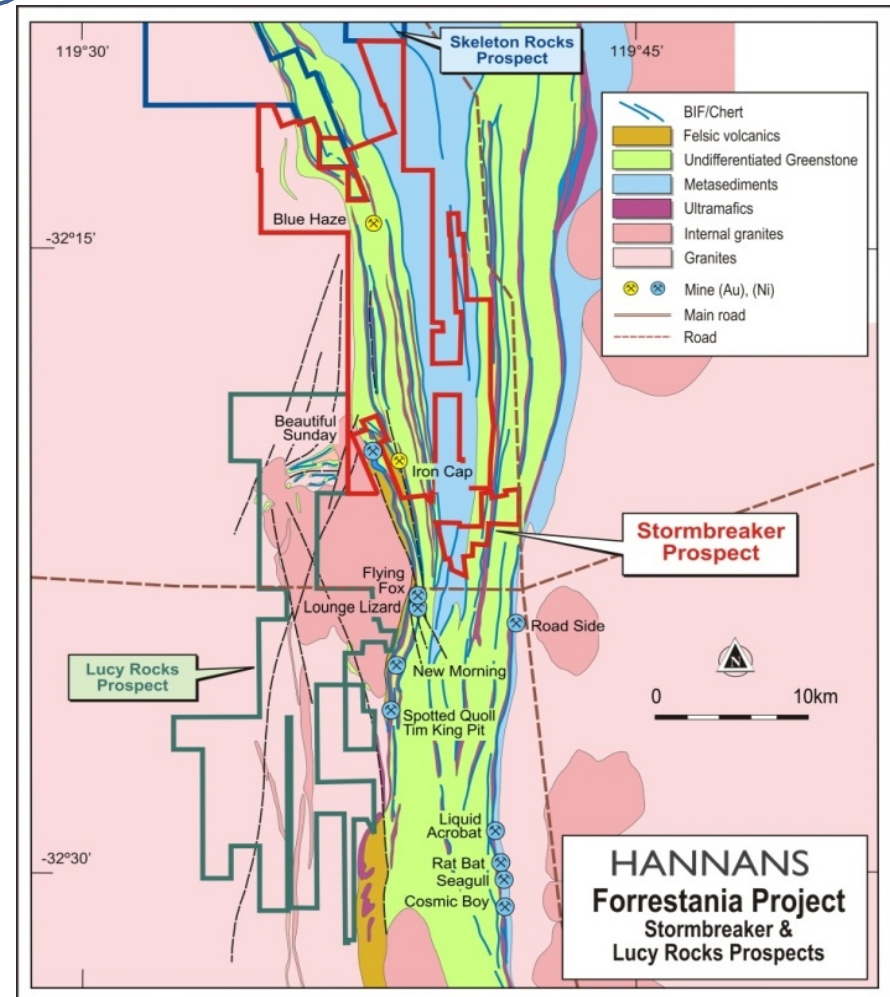 Skeleton Rocks
Prospect
119°30'
119°45'
BIF/Chert
Felsic volcanics
Undifferentiated Greenstone
Metasediments
Ultramafics
Internal granites
Granites
Mine (Au), (Ni)
Main road
Road
Blue Haze
-32°15'
Beautiful
Sunday
Iron Cap
Stormbreaker
Prospect
Flying
Fox
Lounge Lizard
Road Side
Lucy Rocks
Prospect
New Morning
N
0 10km
Spotted Quoll
Tim King Pit
Liquid
Acrobat
-32°30'
Rat Bat
Seagull
Cosmic Boy
HANNANS
Forrestania Project
Stormbreaker &
Lucy Rocks Prospects